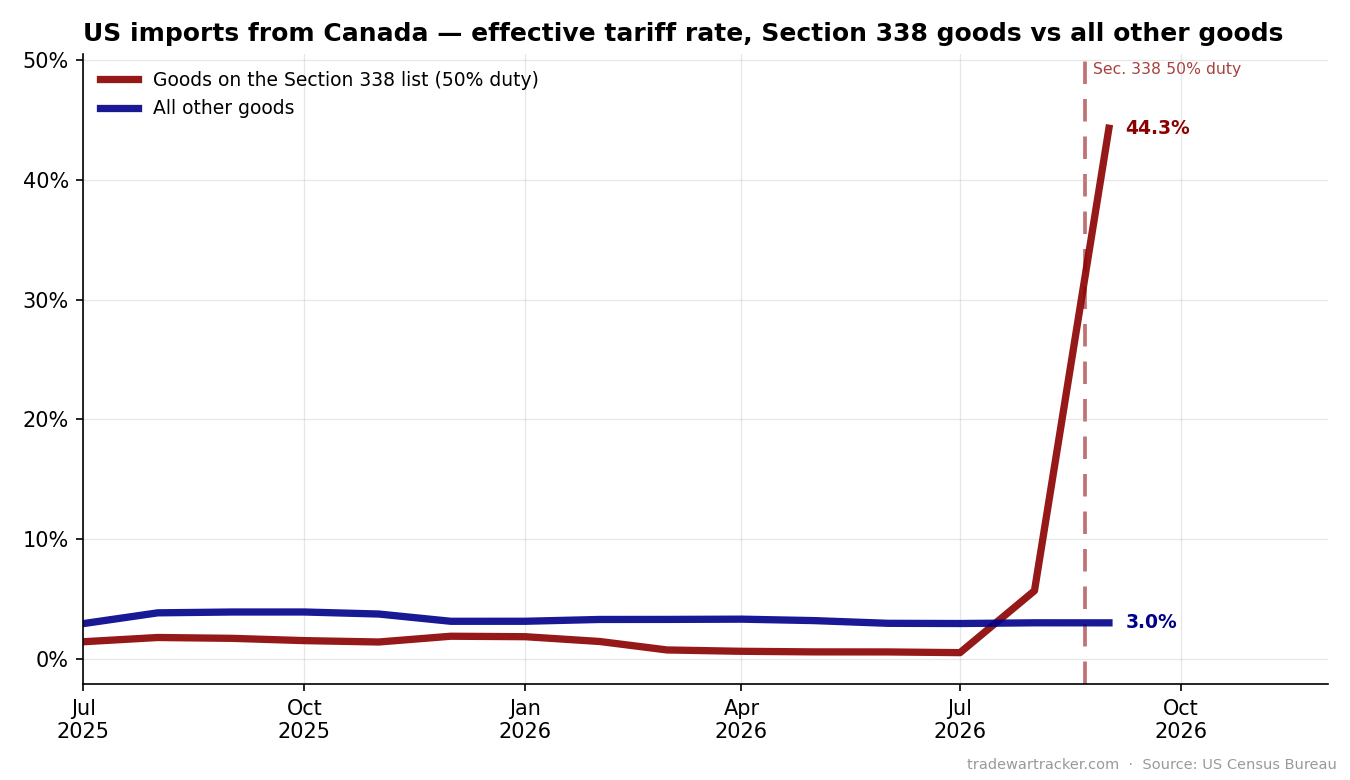 US imports from Canada — effective tariff rate, Section 338 goods vs all other goods
50%
Sec. 338 50% duty
Goods on the Section 338 list (50% duty)
All other goods
44.3%
40%
30%
20%
10%
3.0%
0%
Jul Oct Jan Apr Jul Oct
2025 2025 2026 2026 2026 2026
tradewartracker.com · Source: US Census Bureau